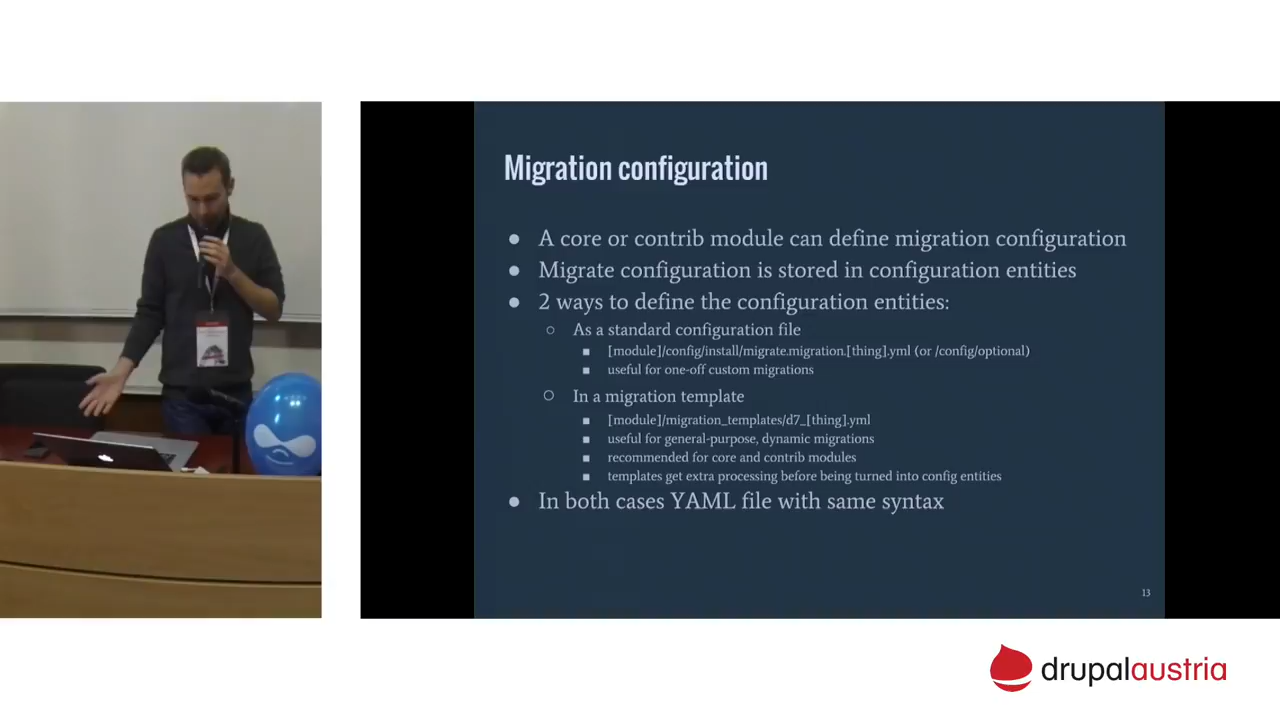 Migration configuration
● A core or contrib module can define migration configuration
● Migrate configuration is stored in configuration entities
● 2 ways to define the configuration entities:
○ As a standard configuration file
■ [module]/config/install/migrate.migration.[thing].yml (or /config/optional)
■ useful for one-off custom migrations
○ In a migration template
■ [module]/migration_templates/d7_[thing].yml
■ useful for general-purpose, dynamic migrations
■ recommended for core and contrib modules
■ templates get extra processing before being turned into config entities
● In both cases YAML file with same syntax
13
drupalaustria